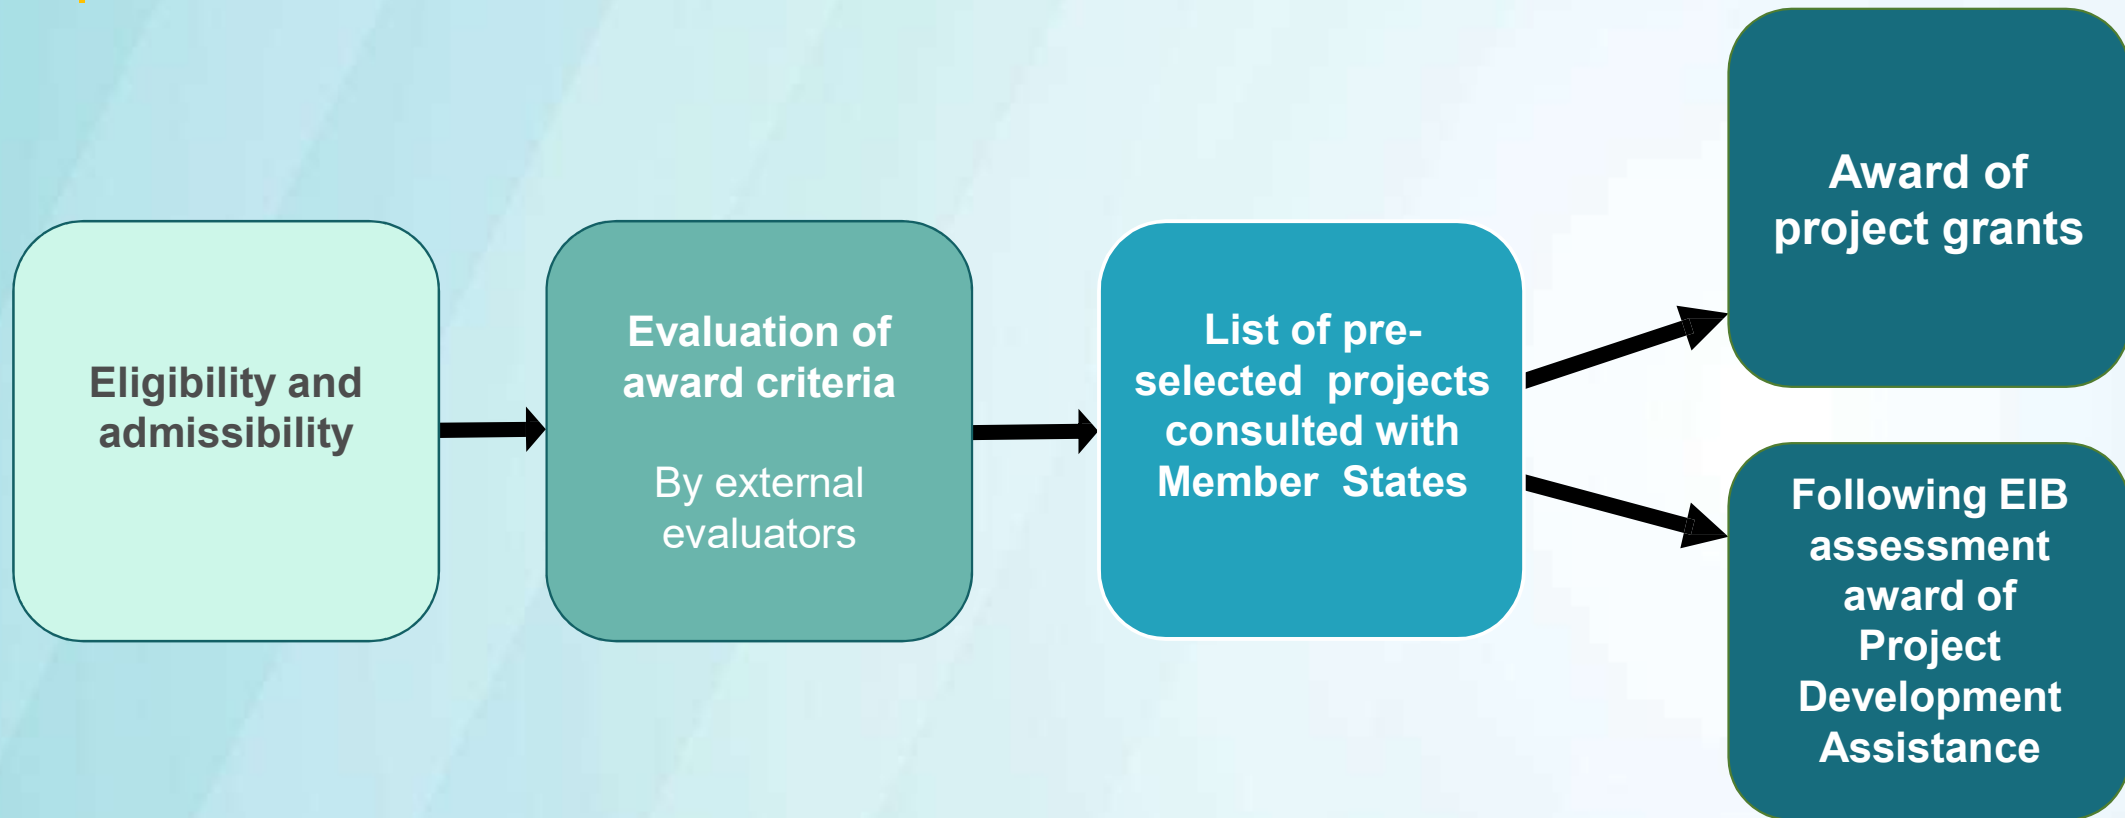 Eligibility and
admissibility
Evaluation of
award criteria
By external
evaluators
List of pre-
selected  projects
consulted with
Member  States
Award of
project grants
Following EIB
assessment
award of
Project
Development
Assistance